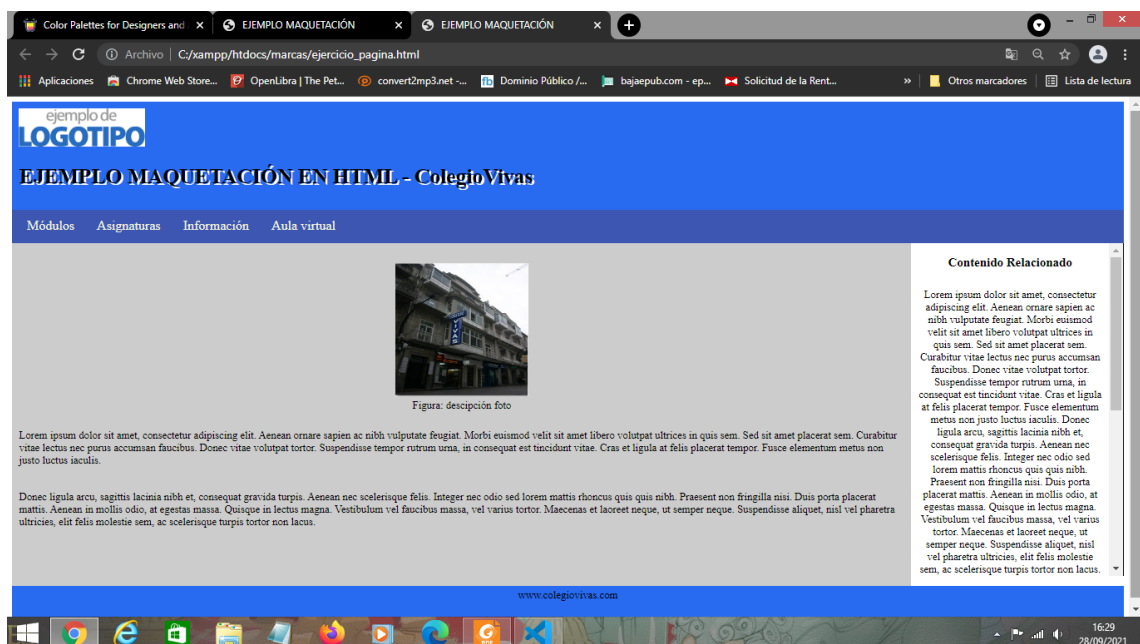 Color Palettes for Designers and
EJEMPLO MAQUETACIÓN
EJEMPLO MAQUETACIÓN
Archivo
C:/xampp/htdocs/marcas/ejercicio_pagina.html
Aplicaciones
Chrome Web Store...
OpenLibra | The Pet...
convert2mp3.net -...
Dominio Público /...
bajaepub.com - ep...
Solicitud de la Rent...
»
Otros marcadores
Lista de lectura
ejemplo de
LOGOTIPO
EJEMPLO MAQUETACIÓN EN HTML - ColegioVivas
Módulos Asignaturas Información Aula virtual
VIVAS
Figura: descipción foto
Lorem ipsum dolor sit amet, consectetur adipiscing elit. Aenean ornare sapien ac nibh vulputate feugiat. Morbi euismod velit sit amet libero volutpat ultrices in quis sem. Sed sit amet placerat sem. Curabitur
vitae lectus nec purus accumsan faucibus. Donec vitae volutpat tortor. Suspendisse tempor rutrum urna, in consequat est tincidunt vitae. Cras et ligula at felis placerat tempor. Fusce elementum metus non
justo luctus iaculis.
Donec ligula arcu, sagittis lacinia nibh et, consequat gravida turpis. Aenean nec scelerisque felis. Integer nec odio sed lorem mattis rhoncus quis quis nibh. Praesent non fringilla nisi. Duis porta placerat
mattis. Aenean in mollis odio, at egestas massa. Quisque in lectus magna. Vestibulum vel faucibus massa, vel varius tortor. Maecenas et laoreet neque, ut semper neque. Suspendisse aliquet, nisl vel pharetra
ultricies, elit felis molestie sem, ac scelerisque turpis tortor non lacus.
Contenido Relacionado
Lorem ipsum dolor sit amet, consectetur
adipiscing elit. Aenean ornare sapien ac
nibh vulputate feugiat. Morbi euismod
velit sit amet libero volutpat ultrices in
quis sem. Sed sit amet placerat sem.
Curabitur vitae lectus nec purus accumsan
faucibus. Donec vitae volutpat tortor.
Suspendisse tempor rutrum urna, in
consequat est tincidunt vitae. Cras et ligula
at felis placerat tempor. Fusce elementum
metus non justo luctus iaculis. Donec
ligula arcu, sagittis lacinia nibh et,
consequat gravida turpis. Aenean nec
scelerisque felis. Integer nec odio sed
lorem mattis rhoncus quis quis nibh.
Praesent non fringilla nisi. Duis porta
placerat mattis. Aenean in mollis odio, at
egestas massa. Quisque in lectus magna.
Vestibulum vel faucibus massa, vel varius
tortor. Maecenas et laoreet neque, ut
semper neque. Suspendisse aliquet, nisl
vel pharetra ultricies, elit felis molestie
sem, ac scelerisque turpis tortor non lacus.
www.colegiovivas.com
16:29
28/09/2021